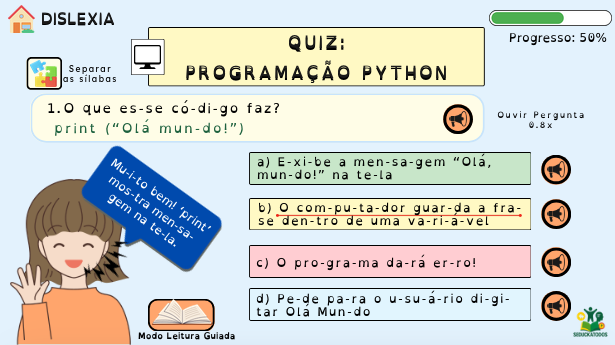 DISLEXIA
QUIZ:
PROGRAMAÇÃO PYTHON
Progresso: 50%
Separar
as sílabas
1.O que es-se có-di-go faz?
print (“Olá mun-do!”)
Ouvir Pergunta
0.8x
Mui-to bem! ‘print’
mos-tra men-sa-
gem na te-la.
a) E-xi-be a men-sa-gem “Olá,
mun-do!” na te-la
b) O com-pu-ta-dor guar-da a fra-
se den-tro de uma va-ri-á-vel
c) O pro-gra-ma da-rá er-ro!
d) Pe-de pa-ra o u-su-á-rio di-gi-
tar Olá Mun-do
Modo Leitura Guiada
SEDUCKATODOS